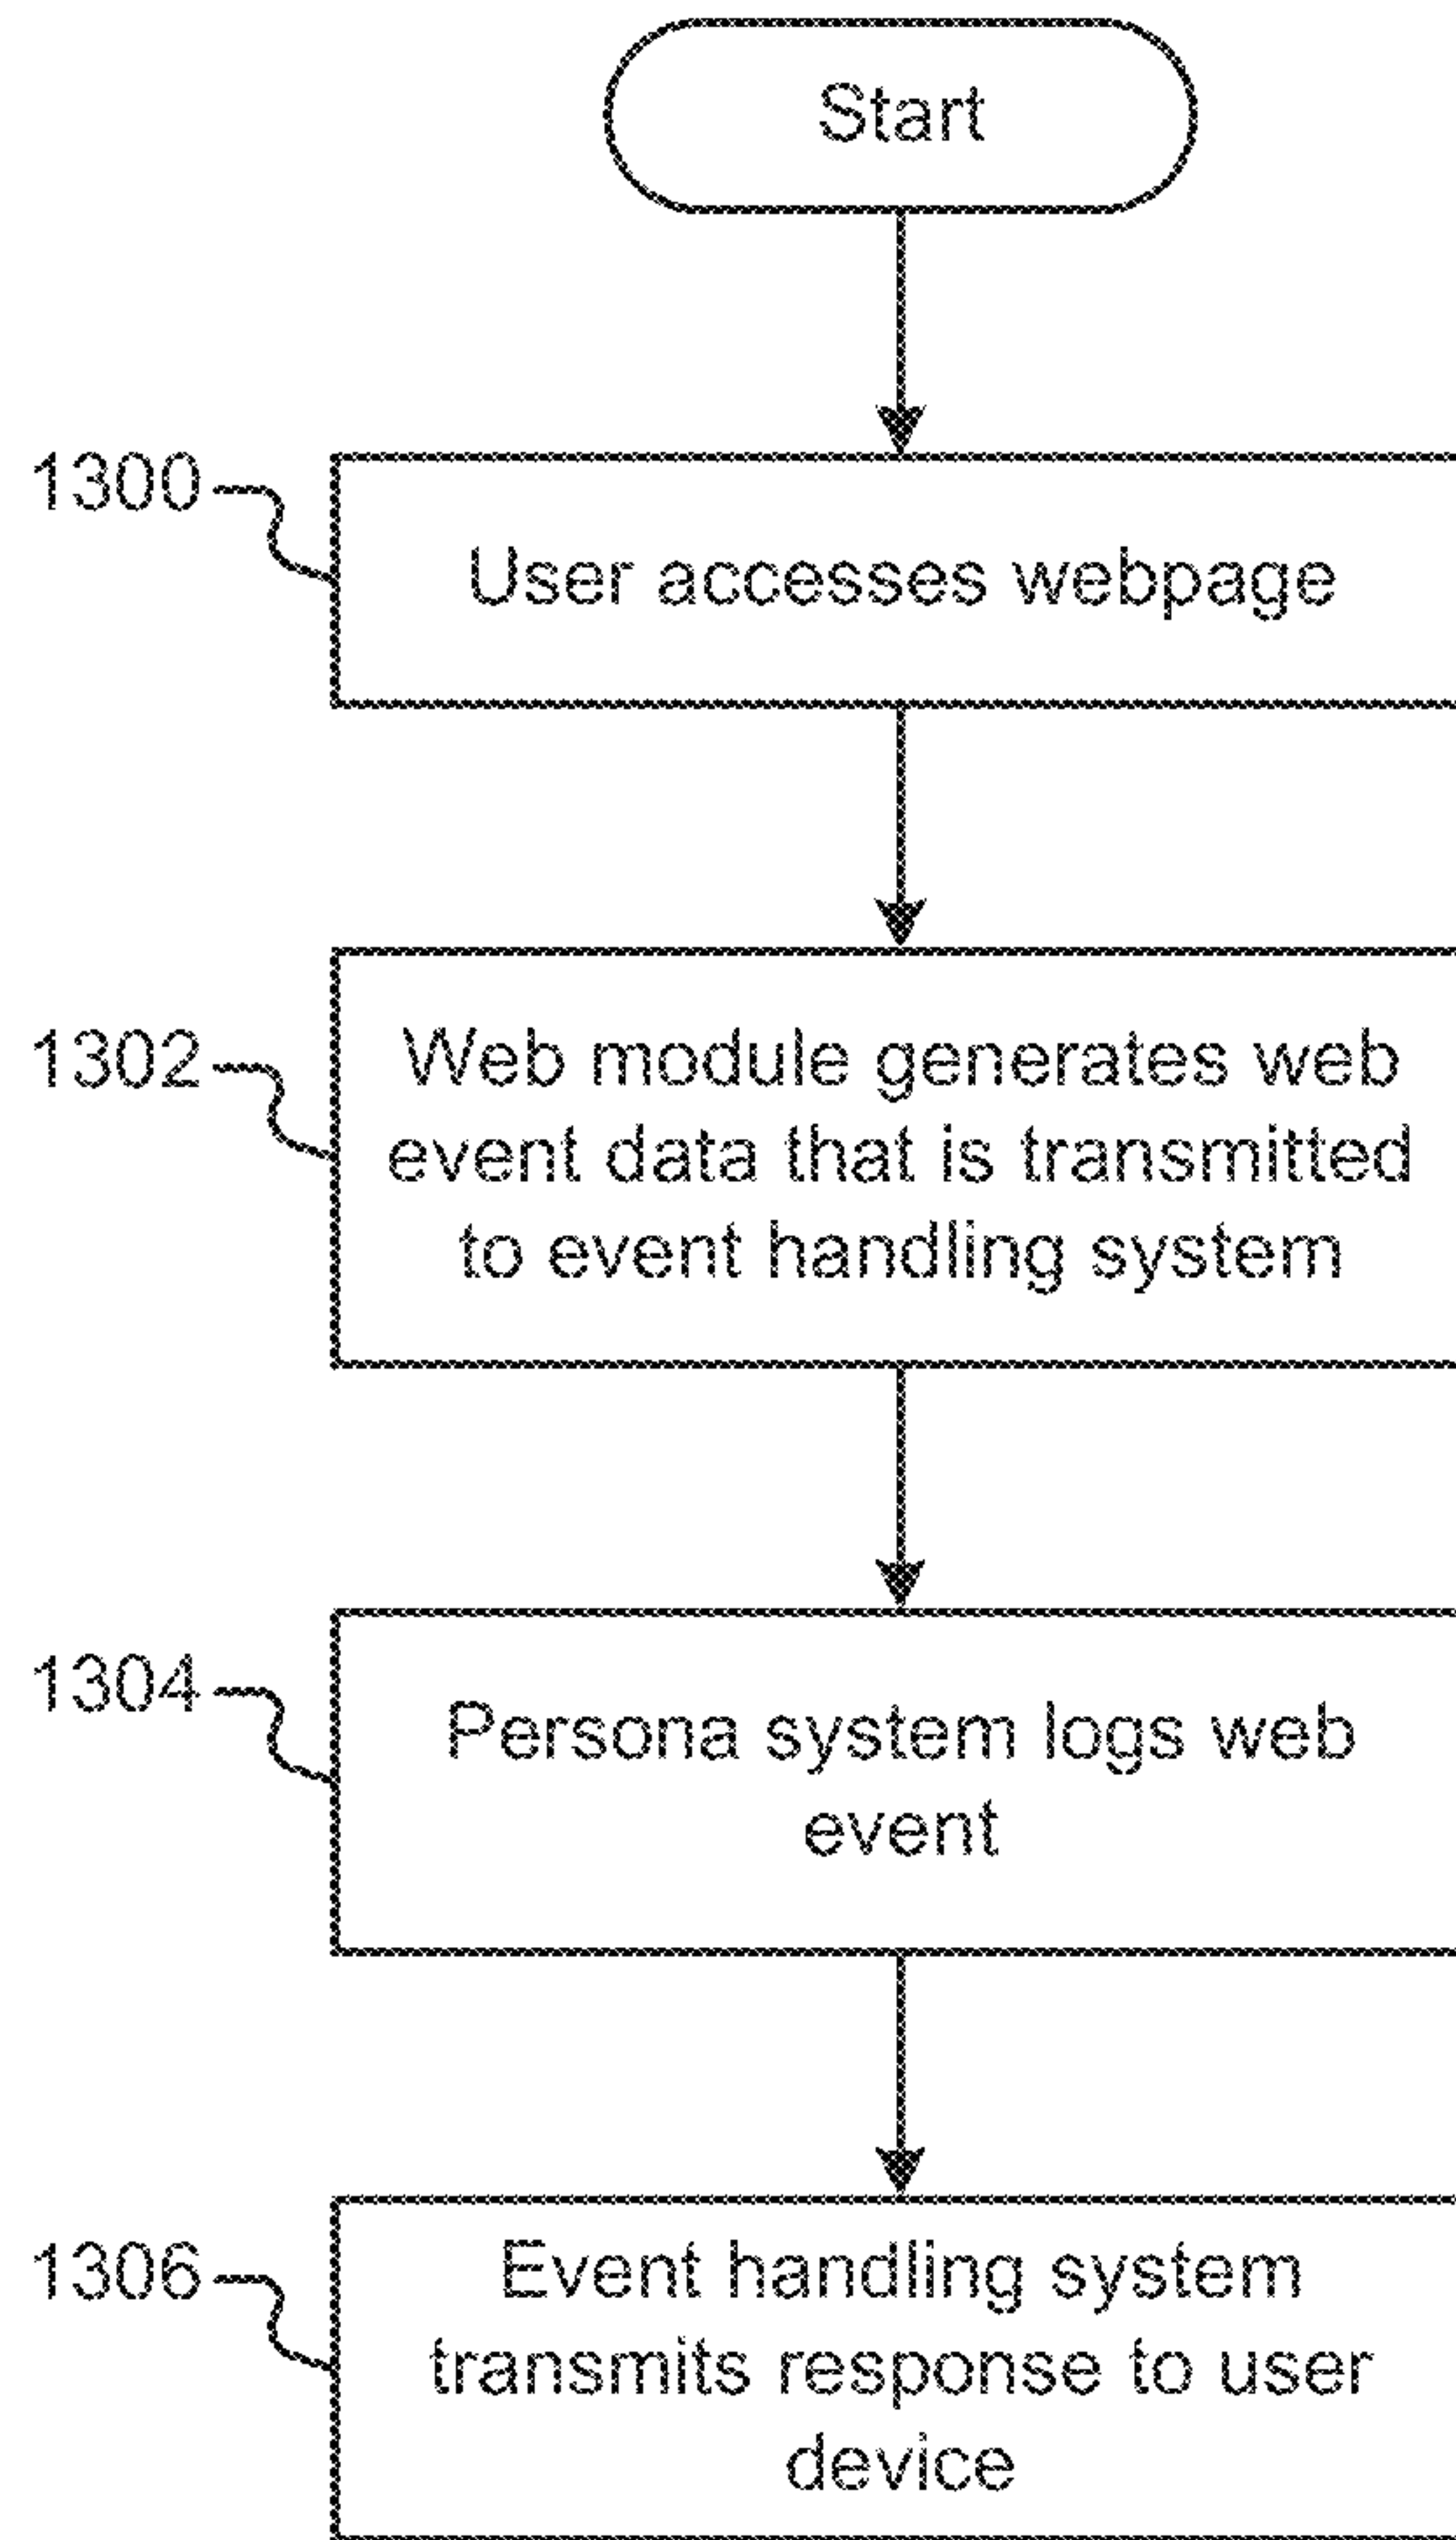 Start
1300
User accesses webpage
1302
Web module generates web
event data that is transmitted
to event handling system
1304
Persona system logs web
event
1306
Event handling system
transmits response to user
device